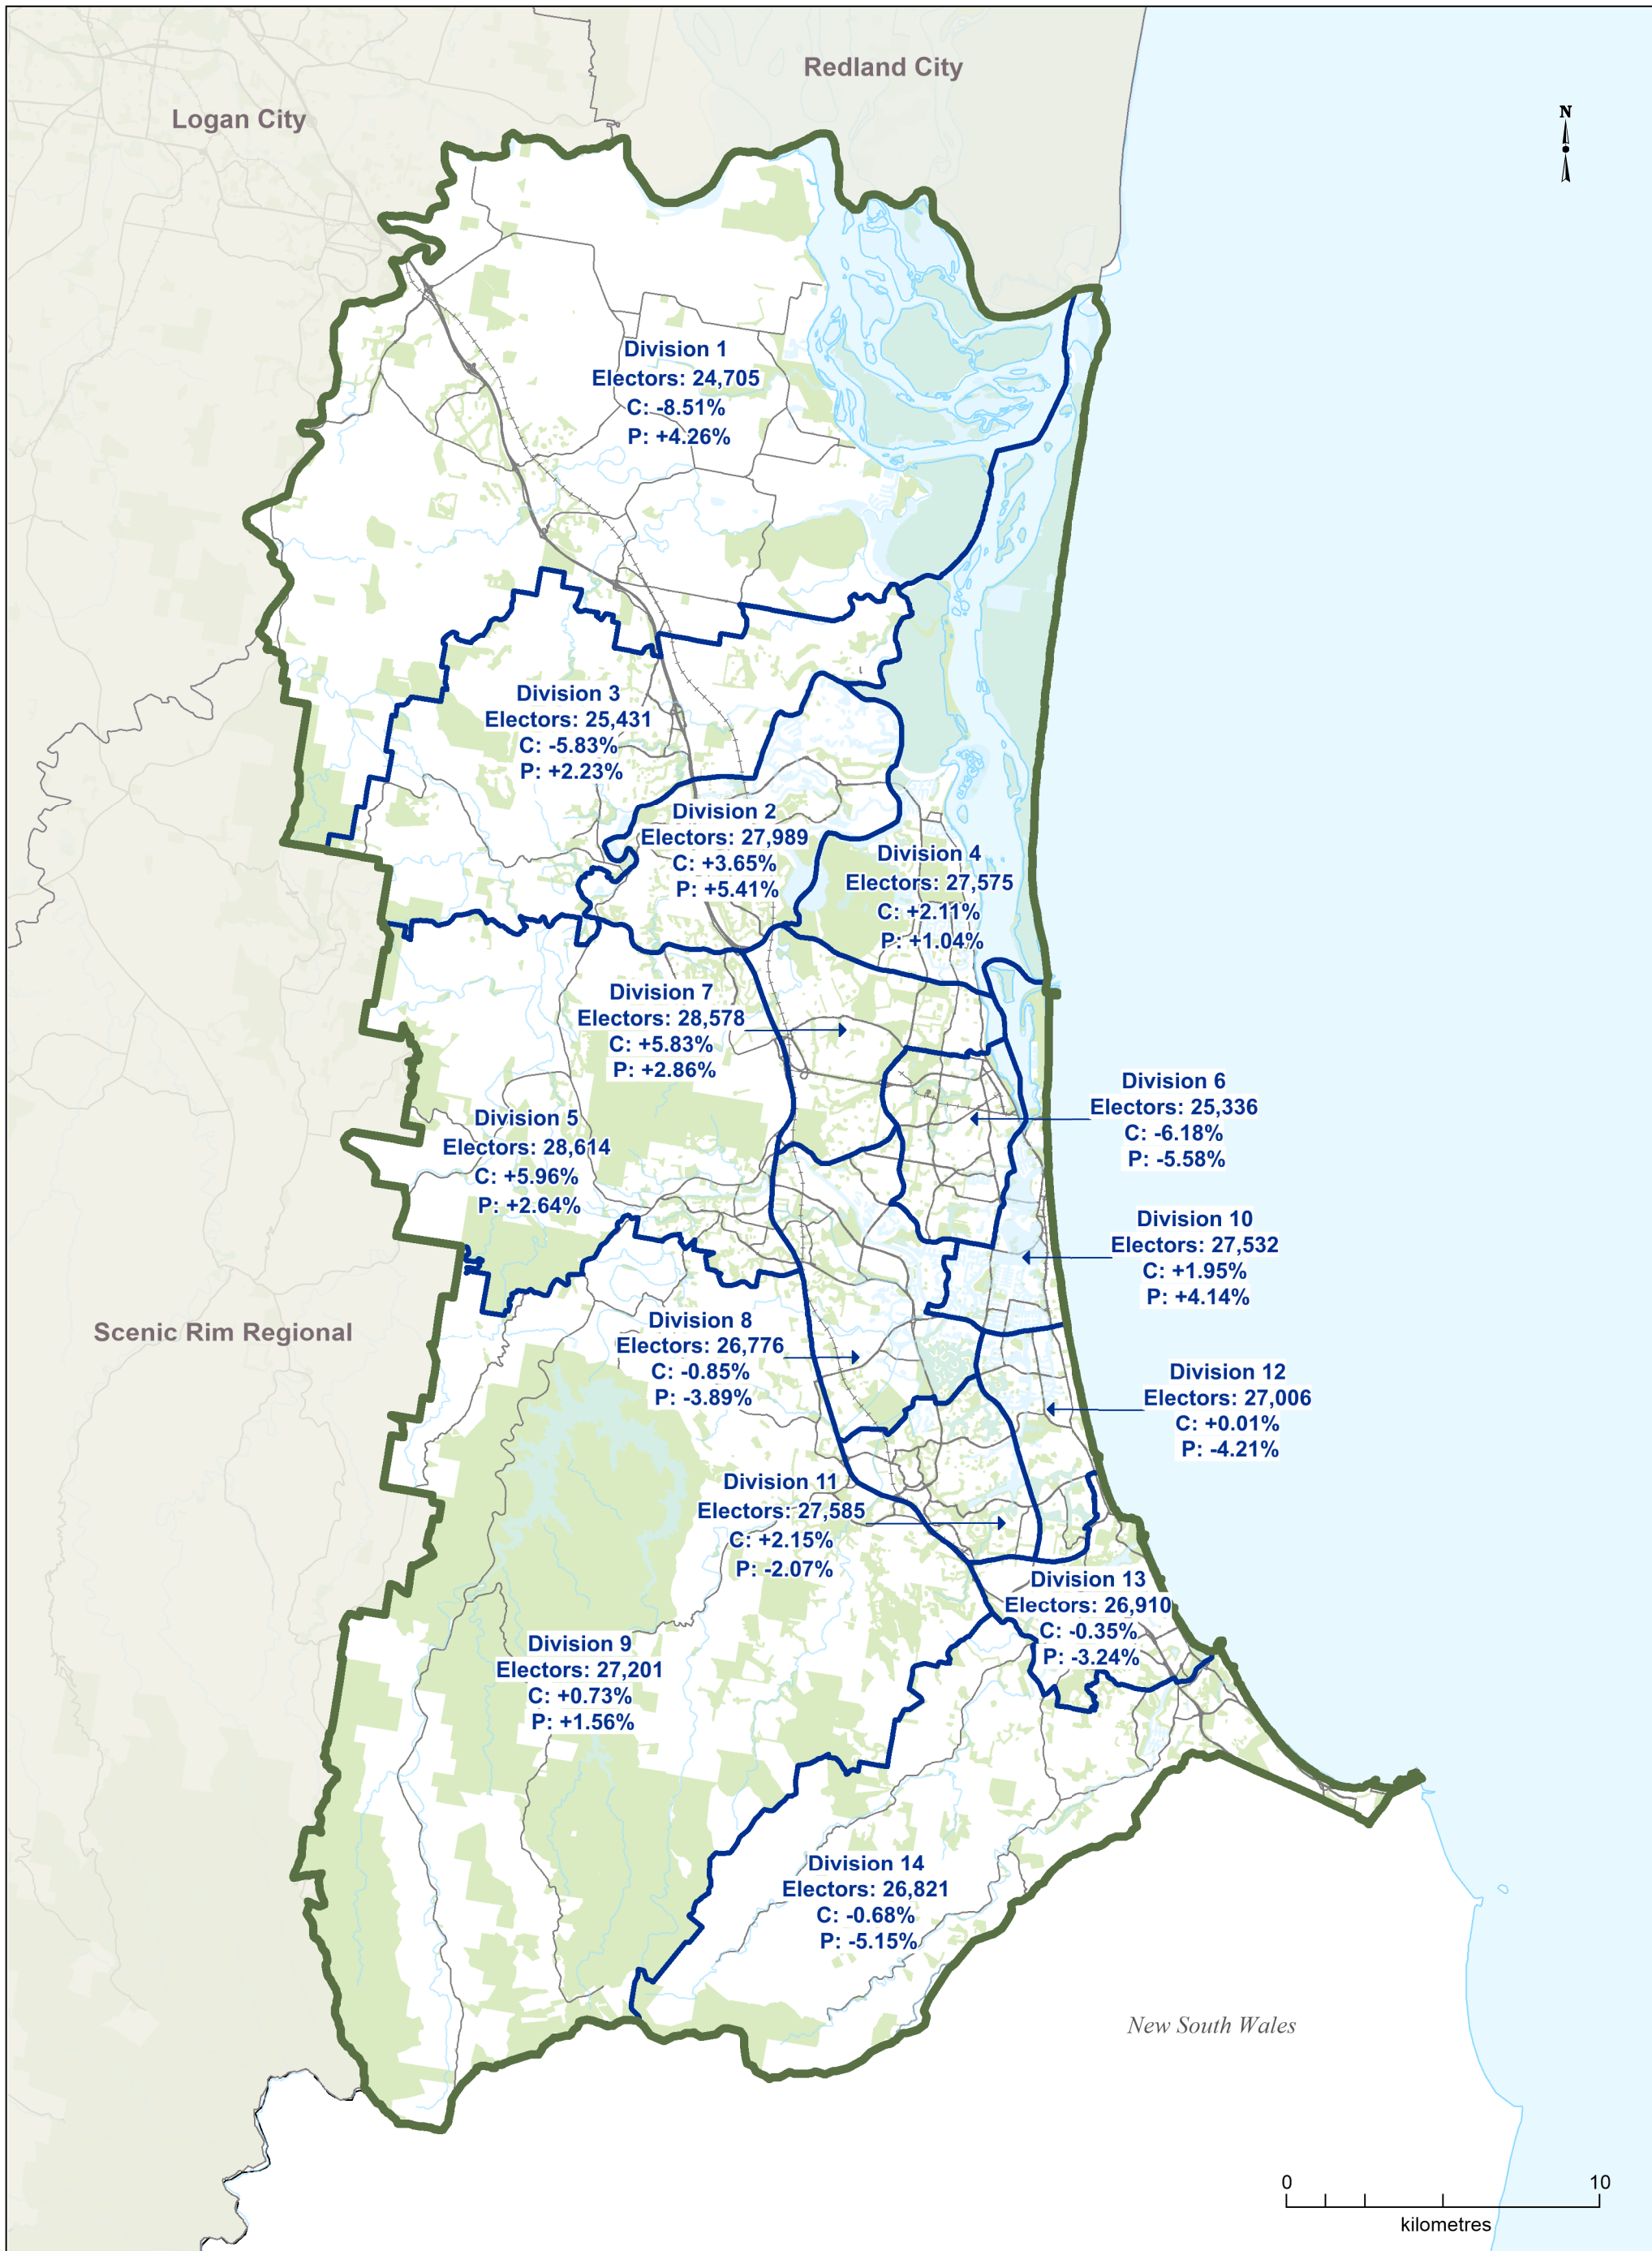 Redland City
Logan City
N
Division 1
Electors: 24,705
C: -8.51%
P: +4.26%
Division 3
Electors: 25,431
C: -5.83%
P: +2.23%
Division 2
Electors: 27,989
C: +3.65%
P: +5.41%
Division 4
Electors: 27,575
C: +2.11%
P: +1.04%
Division 7
Electors: 28,578
C: +5.83%
P: +2.86%
Division 6
Electors: 25,336
C: -6.18%
P: -5.58%
Division 5
Electors: 28,614
C: +5.96%
P: +2.64%
Division 10
Electors: 27,532
C: +1.95%
P: +4.14%
Scenic Rim Regional
Division 8
Electors: 26,776
C: -0.85%
P: -3.89%
Division 12
Electors: 27,006
C: +0.01%
P: -4.21%
Division 11
Electors: 27,585
C: +2.15%
P: -2.07%
Division 13
Electors: 26,910
C: -0.35%
P: -3.24%
Division 9
Electors: 27,201
C: +0.73%
P: +1.56%
Division 14
Electors: 26,821
C: -0.68%
P: -5.15%
New South Wales
0 10
kilometres